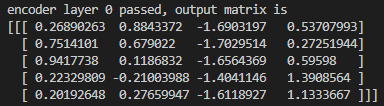 encoder layer 0 passed, output matrix is
[[[ 0.26890263  0.8843372  -1.6903197   0.53707993]
  [ 0.7514101   0.679022   -1.7029514   0.27251944]
  [ 0.9417738   0.1186832  -1.6564369   0.59598   ]
  [ 0.22329809 -0.21003988 -1.4041146   1.3908564 ]
  [ 0.20192648  0.27659947 -1.6118927   1.1333667 ]]]